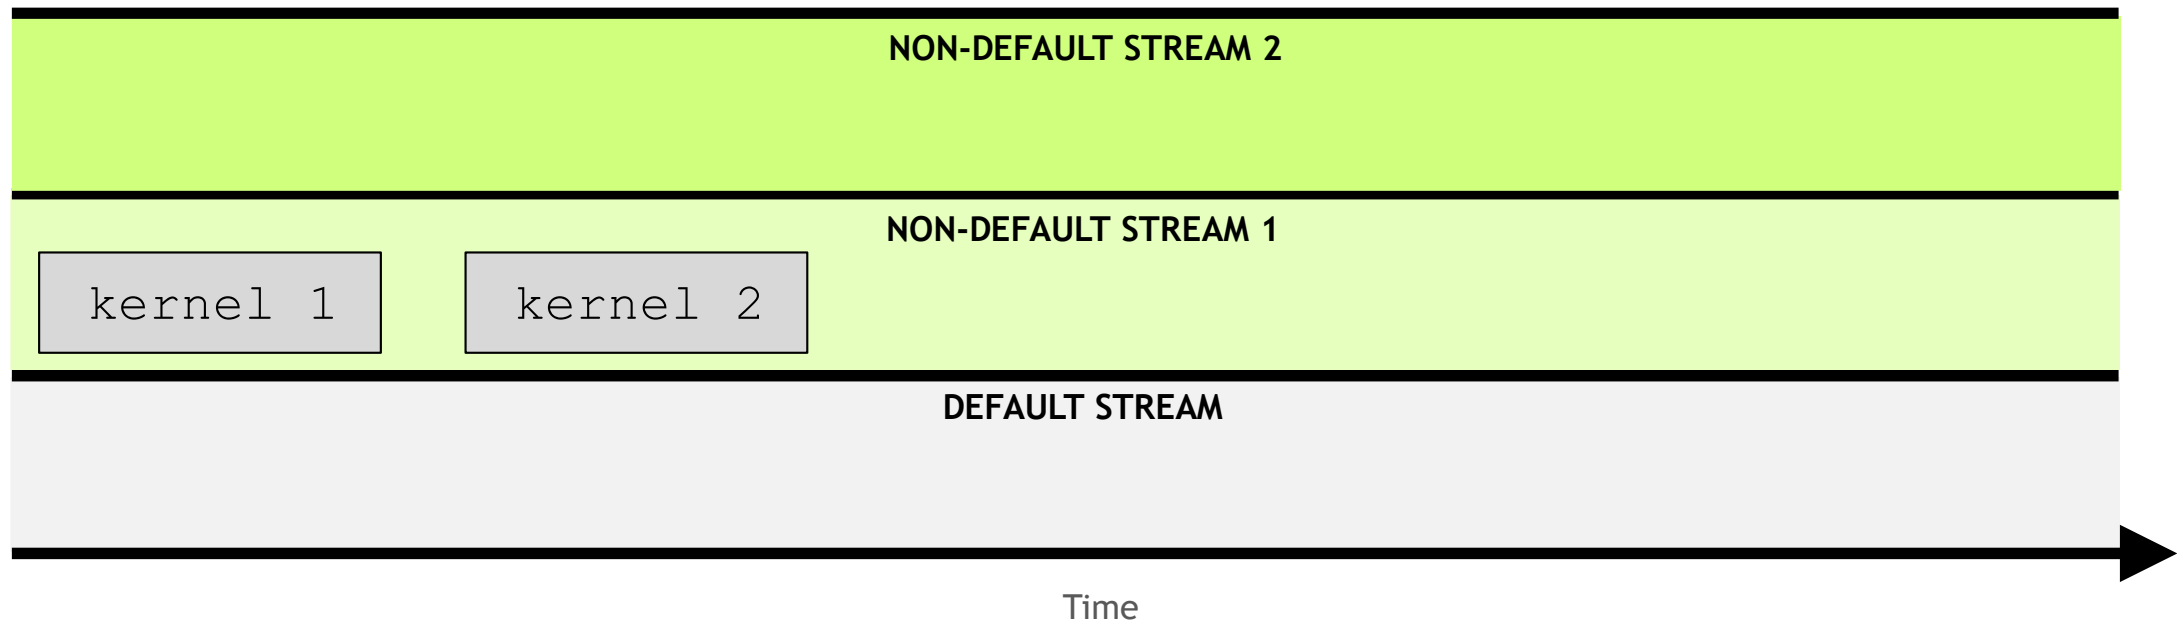 NON-DEFAULT STREAM 2
NON-DEFAULT STREAM 1
kernel 1
kernel 2
DEFAULT STREAM
Time